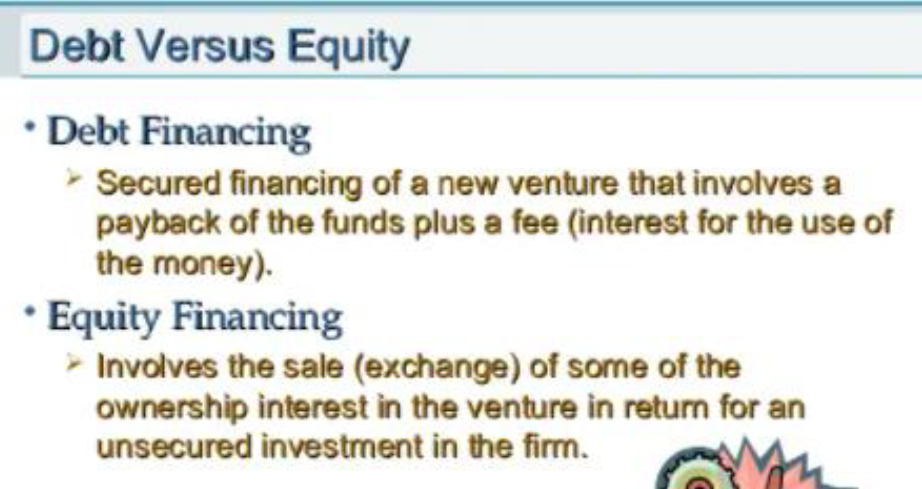 Debt Versus Equity
• Debt Financing
➢ Secured financing of a new venture that involves a
payback of the funds plus a fee (interest for the use of
the money).
• Equity Financing
➢ Involves the sale (exchange) of some of the
ownership interest in the venture in return for an
unsecured investment in the firm.